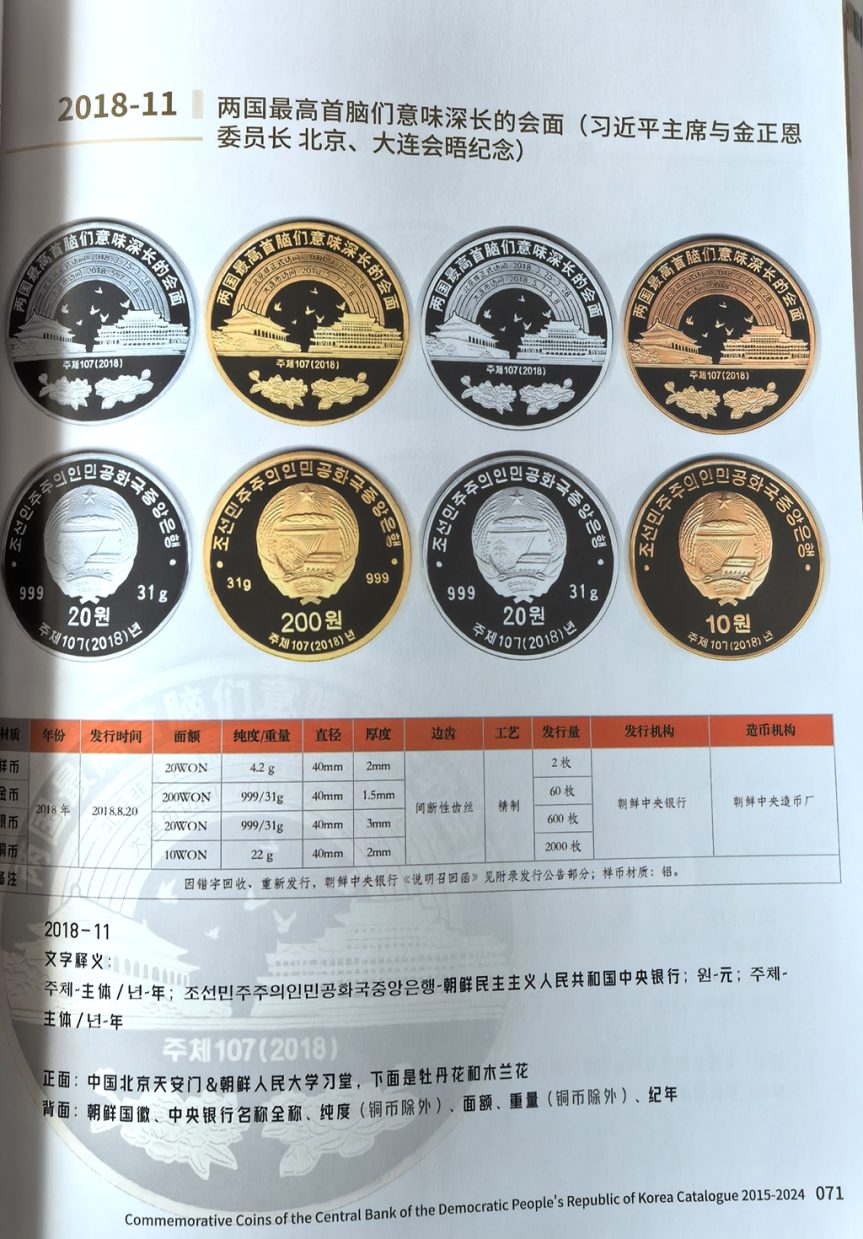 2018-11
两国最高首脑们意味深长的会面（习近平主席与金正恩
委员长 北京、大连会晤纪念）
两国最高首脑们意味深长的会面
주체107(2018)
两国最高首脑们意味深长的会面
주체107(2018)
两国最高首脑们意味深长的会面
주체107(2018)
两国最高首脑们意味深长的会面
주체107(2018)
조선민주주의인민공화국중앙은행
999 31g
20원
주체107(2018)년
조선민주주의인민공화국중앙은행
31g 999
200원
주체107(2018)년
조선민주주의인민공화국중앙은행
999 31g
20원
주체107(2018)년
조선민주주의인민공화국중앙은행
10원
주체107(2018)년
材质 年份 发行时间 面额 纯度/重量 直径 厚度 边齿 工艺 发行量 发行机构 造币机构
样币 2018年 2018.8.20 20WON 4.2 g 40mm 2mm 间断性齿丝 精制 2枚 朝鲜中央银行 朝鲜中央造币厂
金币 200WON 999/31g 40mm 1.5mm 60枚
银币 20WON 999/31g 40mm 3mm 600枚
铜币 10WON 22 g 40mm 2mm 2000枚
备注 因错字回收、重新发行，朝鲜中央银行《说明召回函》见附录发行公告部分；样币材质：铝。
2018-11
文字释义：
주체-主体/년-年；조선민주주의인민공화국중앙은행-朝鲜民主主义人民共和国中央银行；원-元；주체-
主体/년-年
주체107(2018)
正面：中国北京天安门&朝鲜人民大学习堂，下面是牡丹花和木兰花
背面：朝鲜国徽、中央银行名称全称、纯度（铜币除外）、面额、重量（铜币除外）、纪年
Commemorative Coins of the Central Bank of the Democratic People's Republic of Korea Catalogue 2015-2024 071